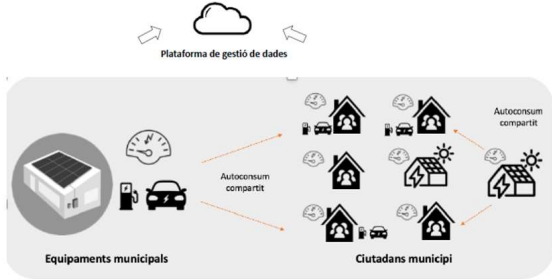 Plataforma de gestió de dades
Autoconsum
compartit
Autoconsum
compartit
Equipaments municipals
Ciutadans municipi